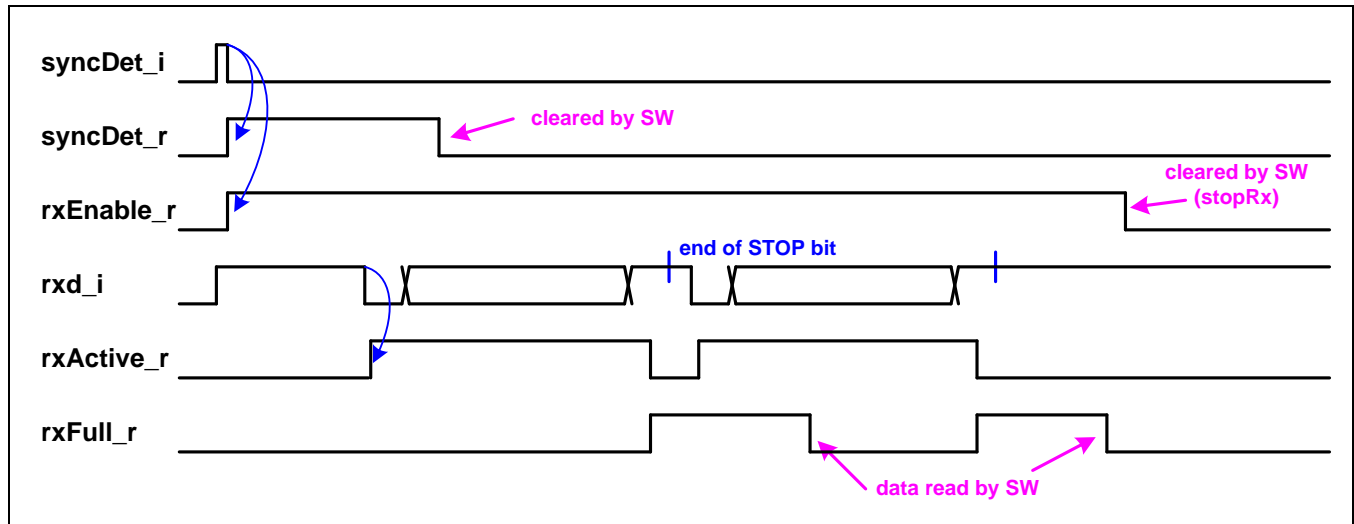 syncDet_i
syncDet_r
cleared by SW
rxEnable_r
cleared by SW
(stopRx)
end of STOP bit
rxd_i
rxActive_r
rxFull_r
data read by SW